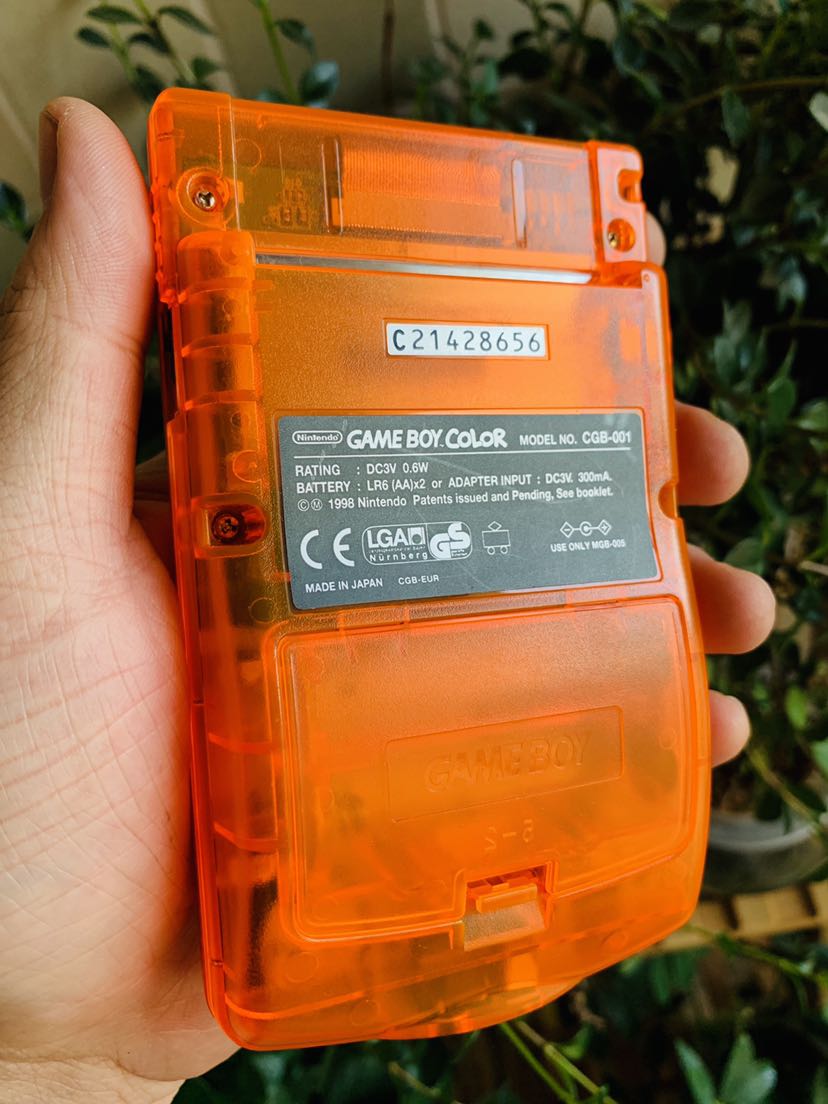 C21428656
Nintendo GAME BOY COLOR MODEL NO. CGB-001
RATING : DC3V 0.6W
BATTERY : LR6 (AA)x2 or ADAPTER INPUT : DC3V. 300mA.
© Ⓜ 1998 Nintendo Patents issued and Pending, See booklet.
CE LGA GS
Nürnberg
USE ONLY MGB-005
MADE IN JAPAN CGB-EUR
GAME BOY